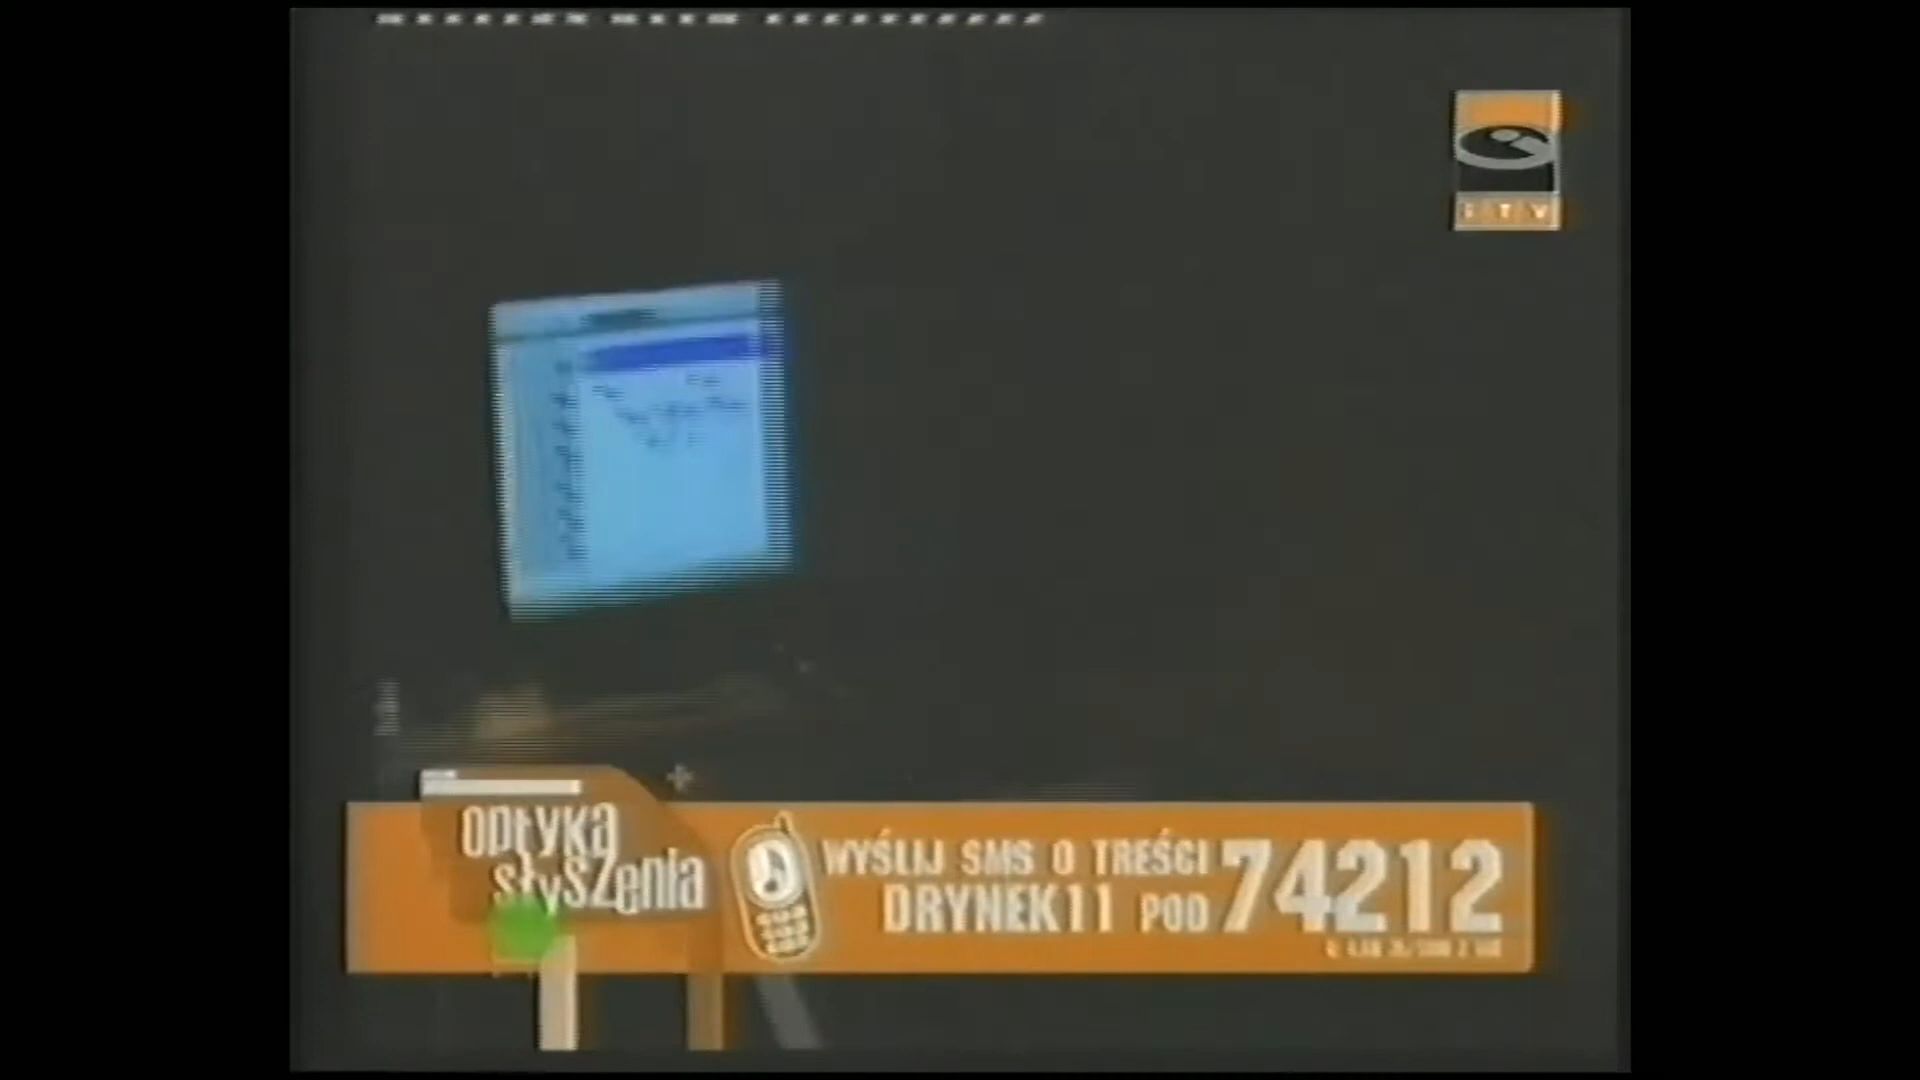 iTV
optyka
słyszenia
WYŚLIJ SMS O TREŚCI
DRYNEK11 POD
74212